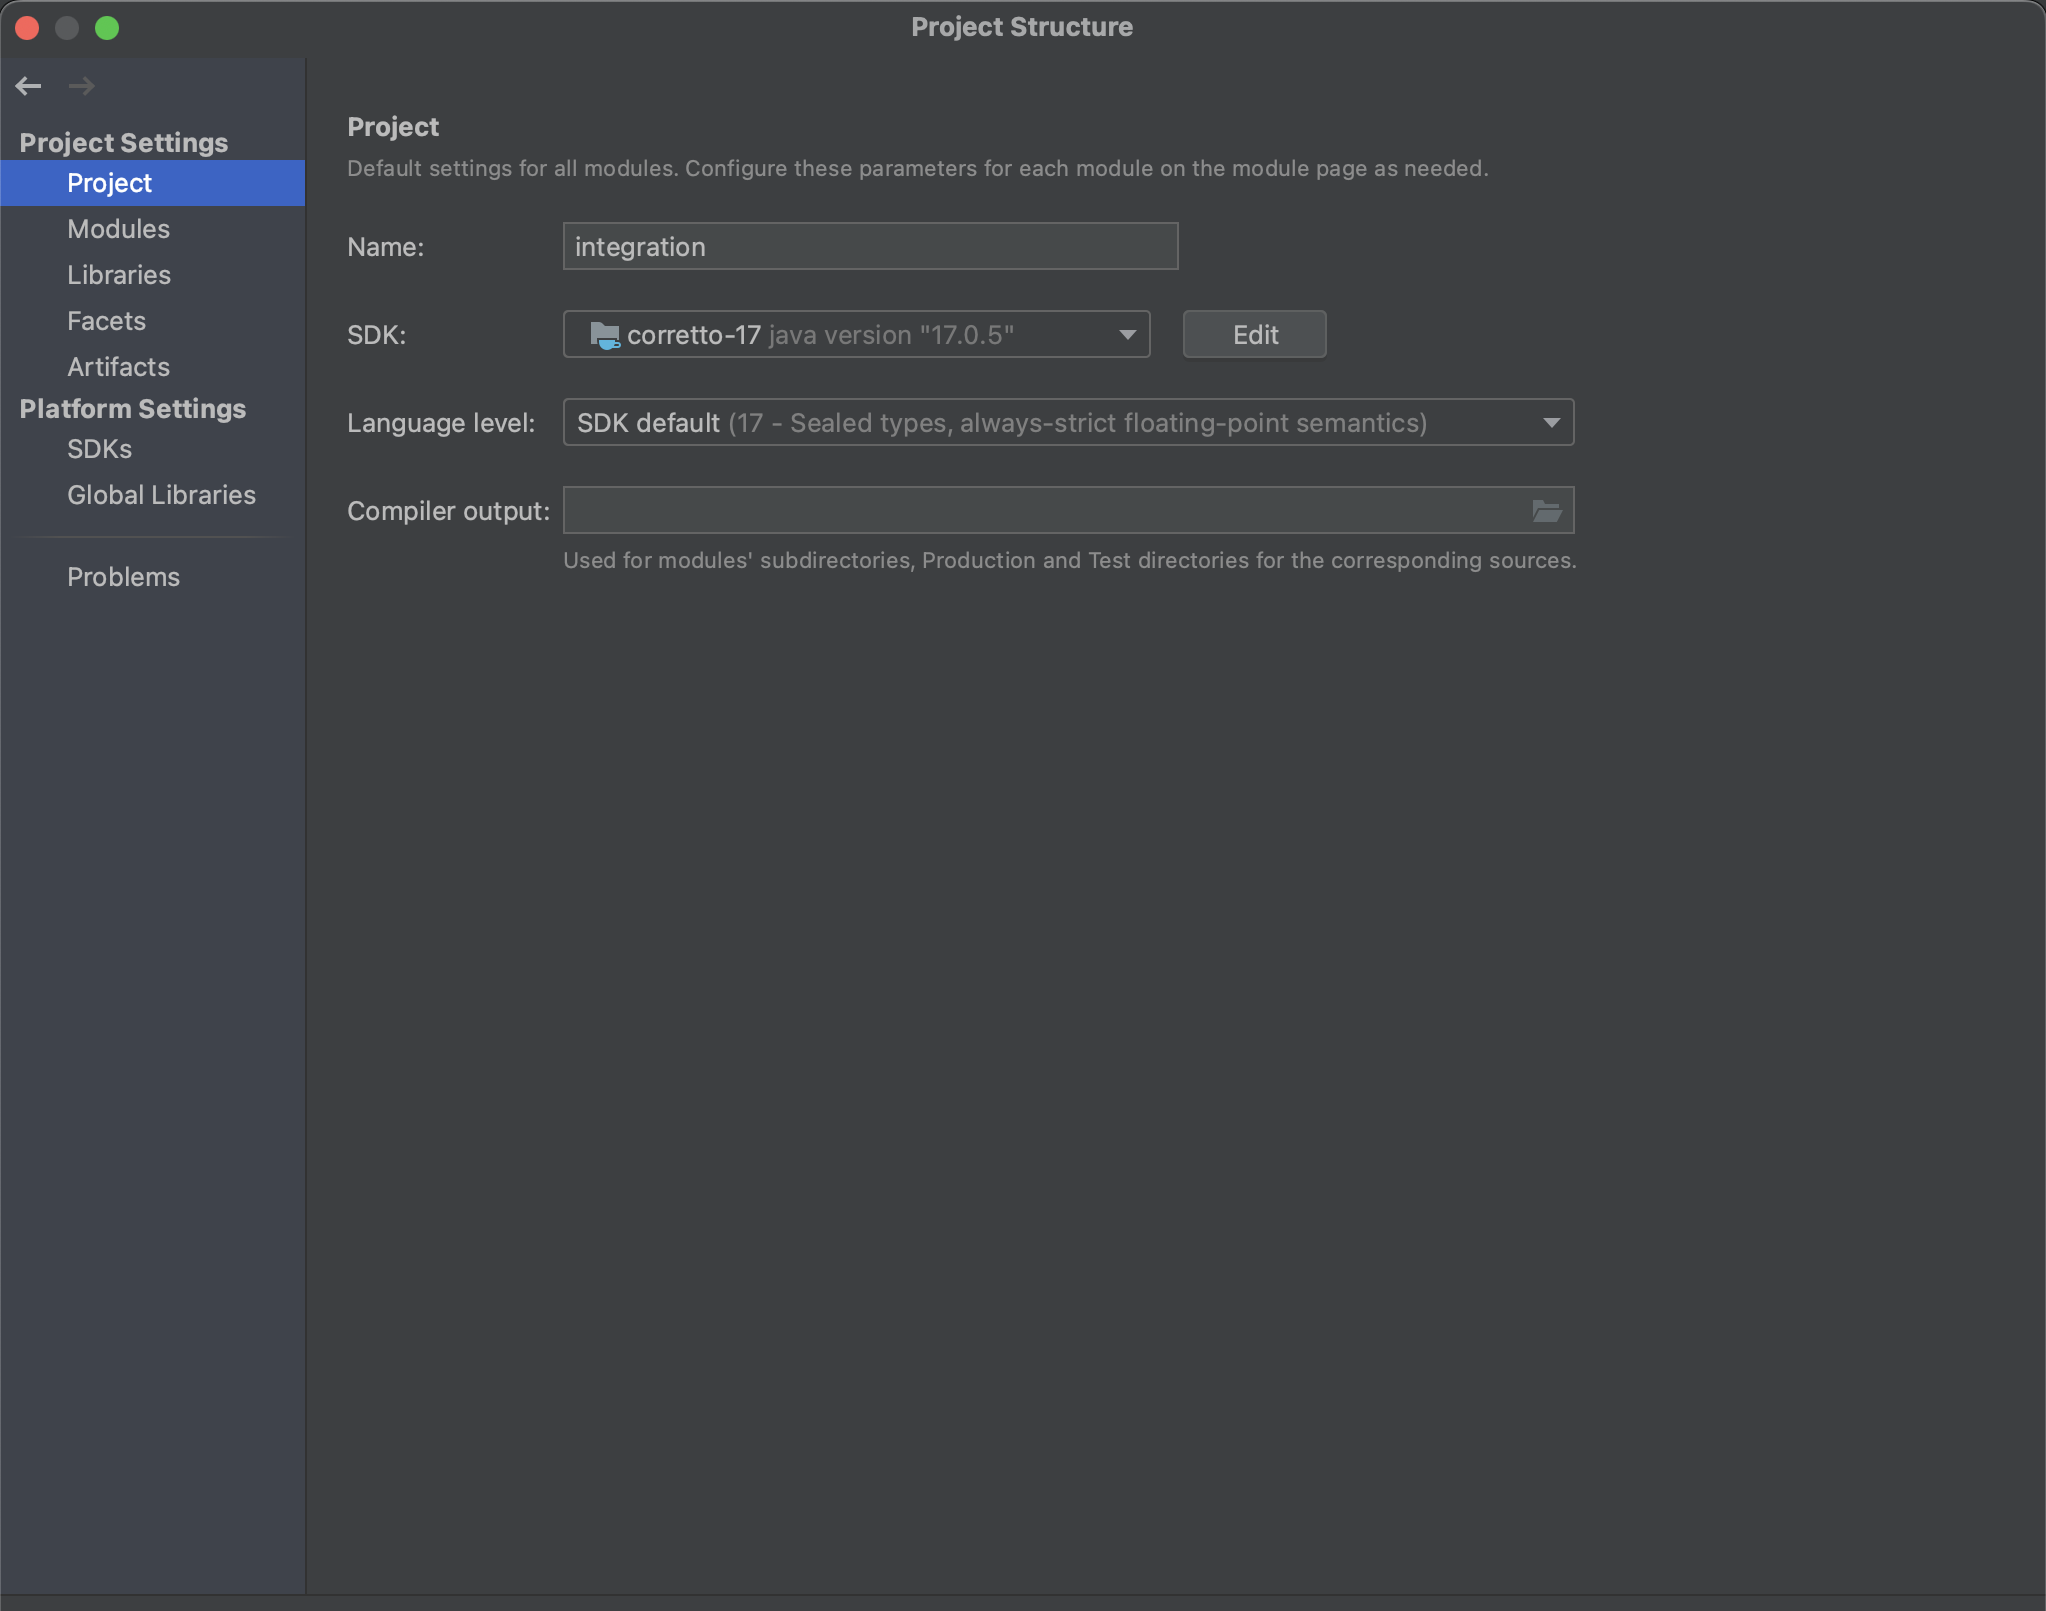 Project Structure
Project Settings
Project
Modules
Libraries
Facets
Artifacts
Platform Settings
SDKs
Global Libraries
Problems
Project
Default settings for all modules. Configure these parameters for each module on the module page as needed.
Name: integration
SDK: corretto-17 java version "17.0.5" Edit
Language level: SDK default (17 - Sealed types, always-strict floating-point semantics)
Compiler output:
Used for modules' subdirectories, Production and Test directories for the corresponding sources.